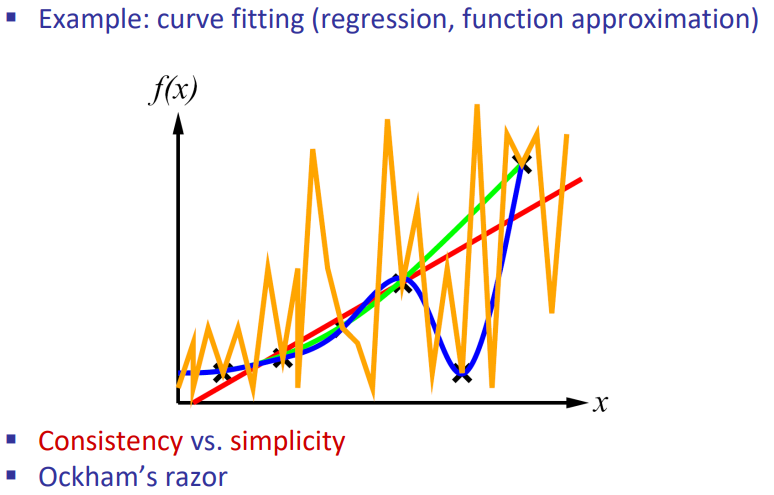 Example: curve fitting (regression, function approximation)
f(x)
x
Consistency vs. simplicity
Ockham’s razor